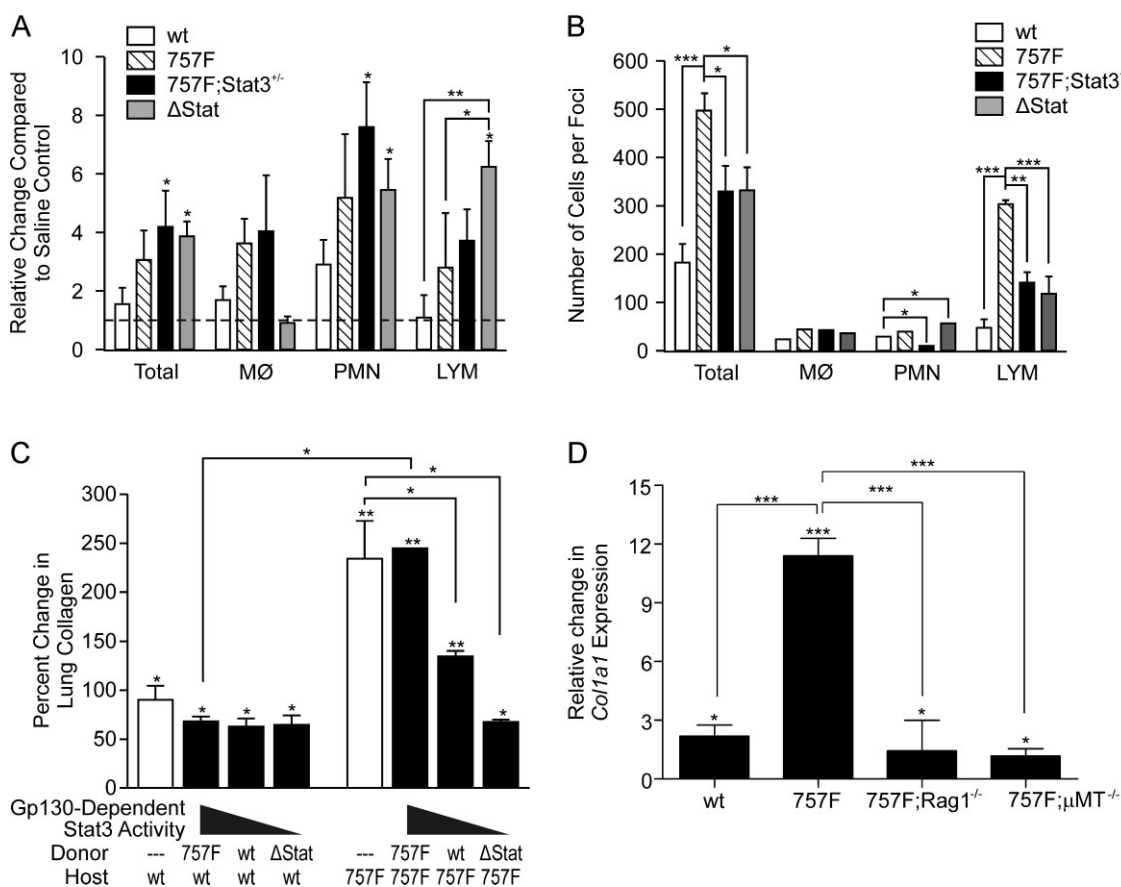 A
wt
757F
757F;Stat3+/-
ΔStat
Relative Change Compared
to Saline Control
10
8
6
4
2
0
*
*
*
*
**
*
*
Total
MØ
PMN
LYM
B
wt
757F
757F;Stat3
ΔStat
Number of Cells per Foci
600
500
400
300
200
100
0
***
*
*
*
*
***
***
**
Total
MØ
PMN
LYM
C
Percent Change in
Lung Collagen
300
250
200
150
100
50
0
*
*
*
**
**
**
*
*
*
*
*
Gp130-Dependent
Stat3 Activity
Donor --- 757F wt ΔStat --- 757F wt ΔStat
Host wt wt wt wt 757F 757F 757F 757F
D
Relative change in
Col1a1 Expression
15
12
9
6
3
0
***
***
***
***
*
*
*
wt
757F
757F;Rag1-/-
757F;µMT-/-